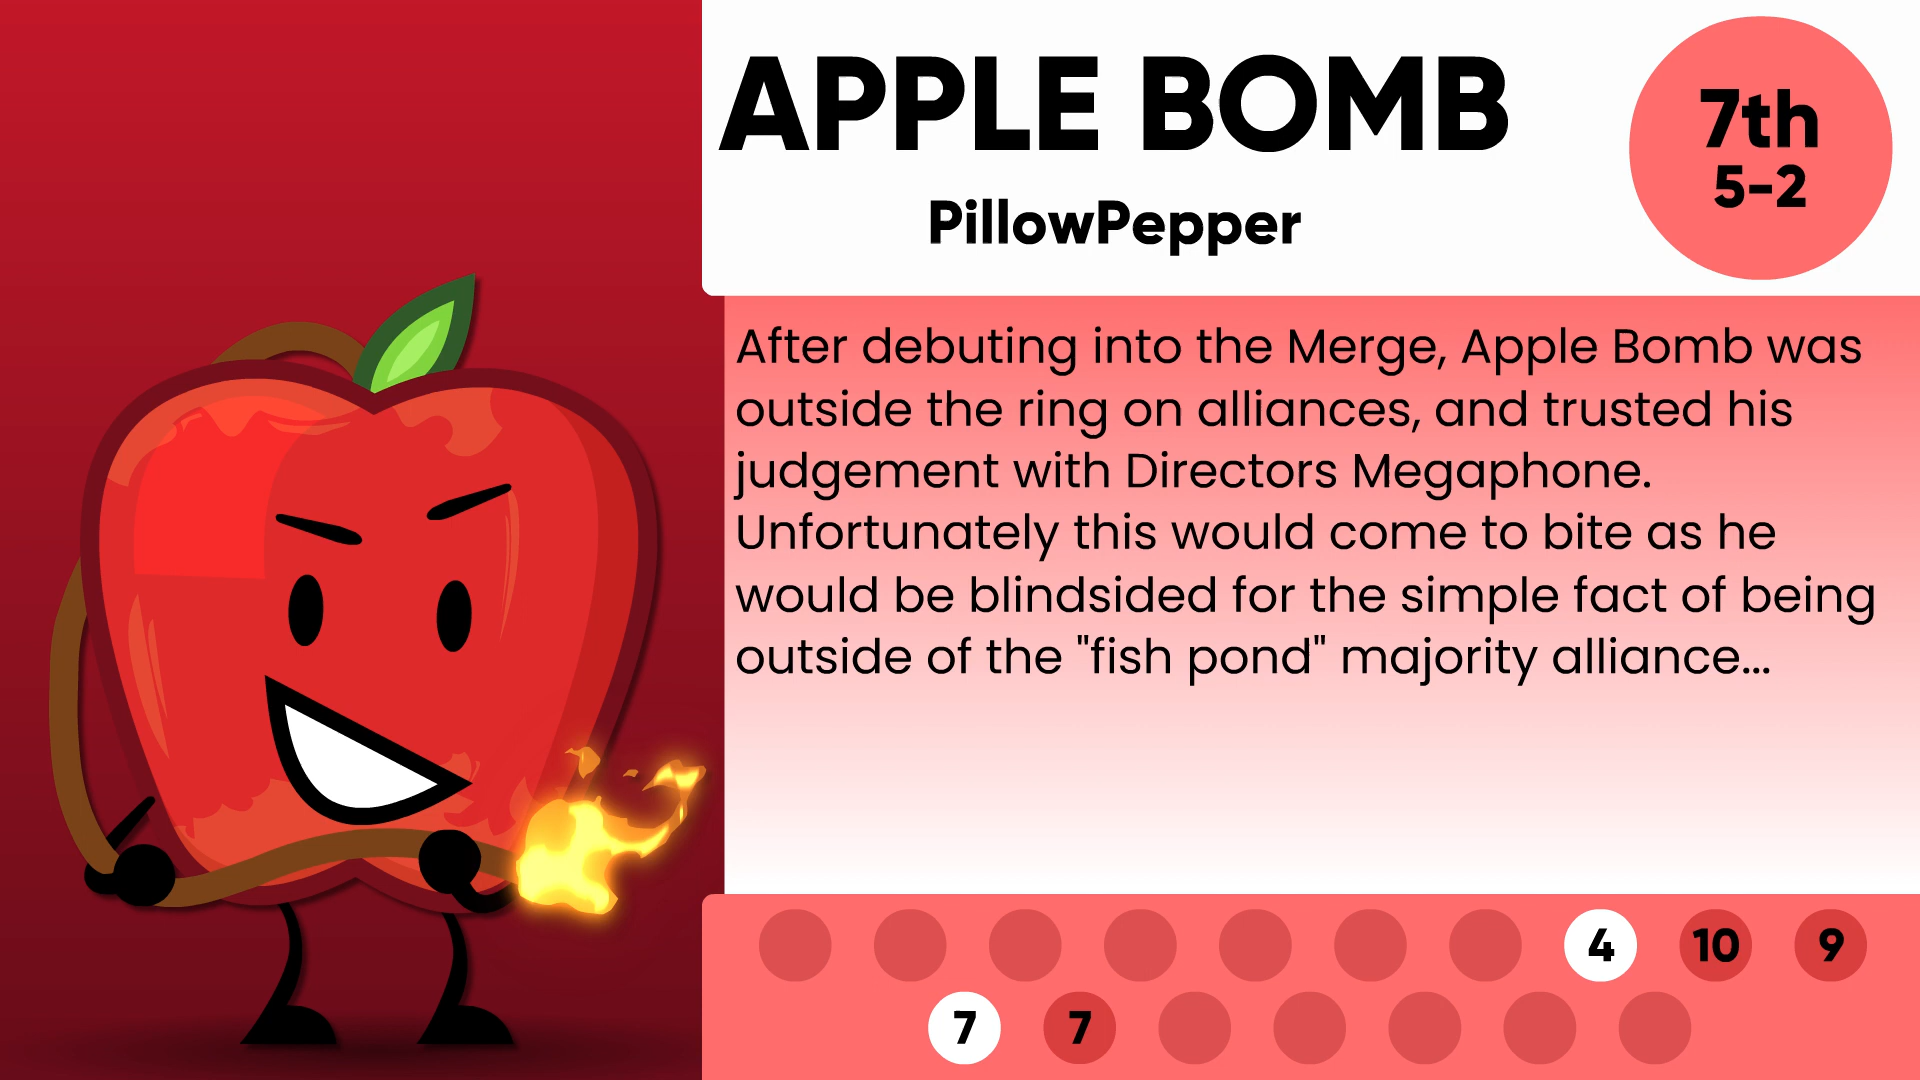 APPLE BOMB
PillowPepper
7th
5-2
After debuting into the Merge, Apple Bomb was
outside the ring on alliances, and trusted his
judgement with Directors Megaphone.
Unfortunately this would come to bite as he
would be blindsided for the simple fact of being
outside of the "fish pond" majority alliance...
4 10 9
7 7